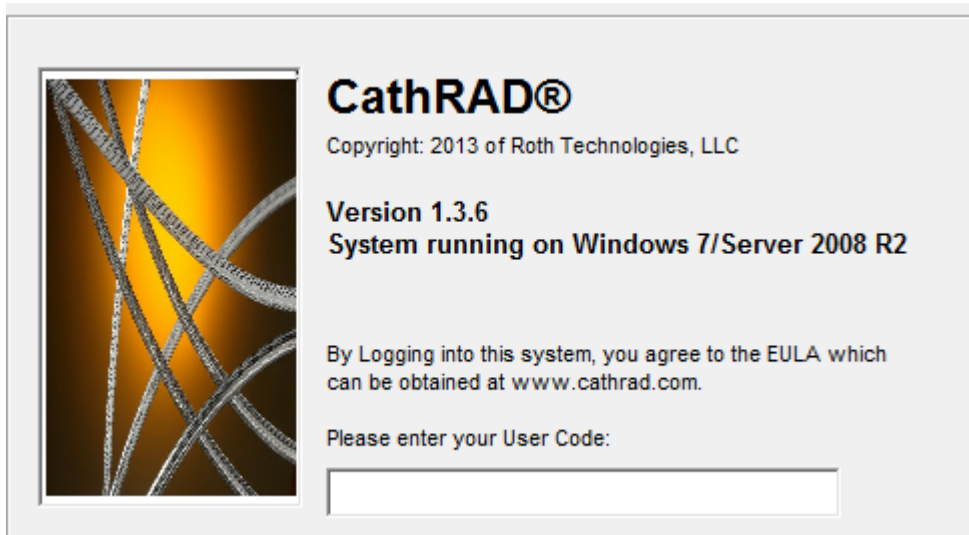 CathRAD®
Copyright: 2013 of Roth Technologies, LLC
Version 1.3.6
System running on Windows 7/Server 2008 R2
By Logging into this system, you agree to the EULA which
can be obtained at www.cathrad.com.
Please enter your User Code: